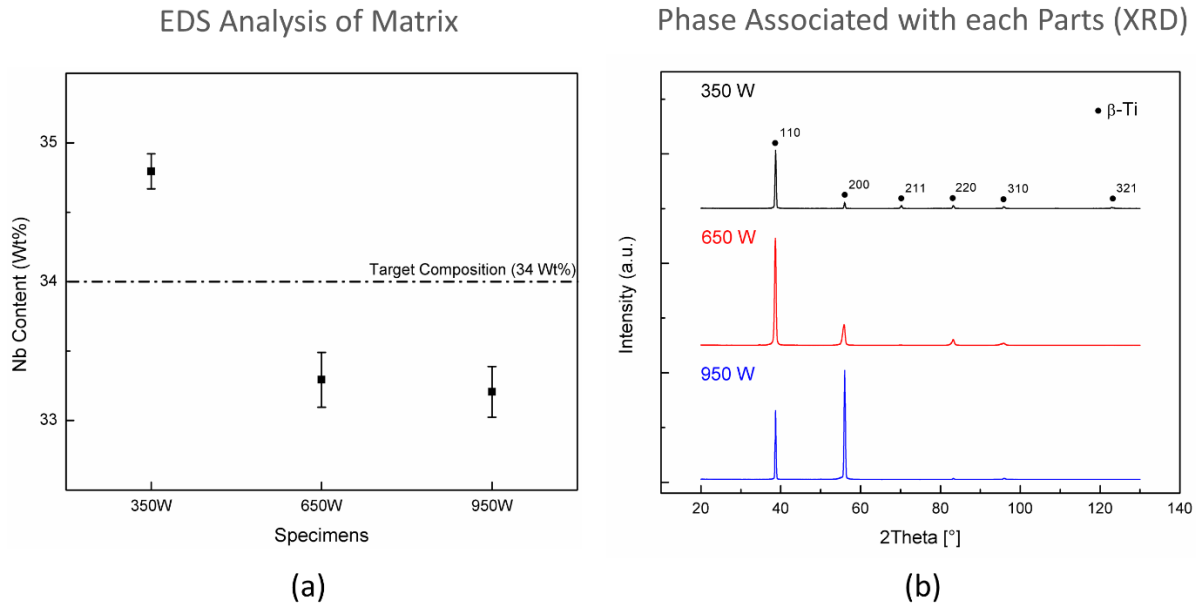 EDS Analysis of Matrix
Phase Associated with each Parts (XRD)
35
34
33
Nb Content (Wt%)
Target Composition (34 Wt%)
350W
650W
950W
Specimens
(a)
350 W
β-Ti
110
200
211
220
310
321
650 W
950 W
Intensity (a.u.)
20
40
60
80
100
120
140
2Theta [°]
(b)